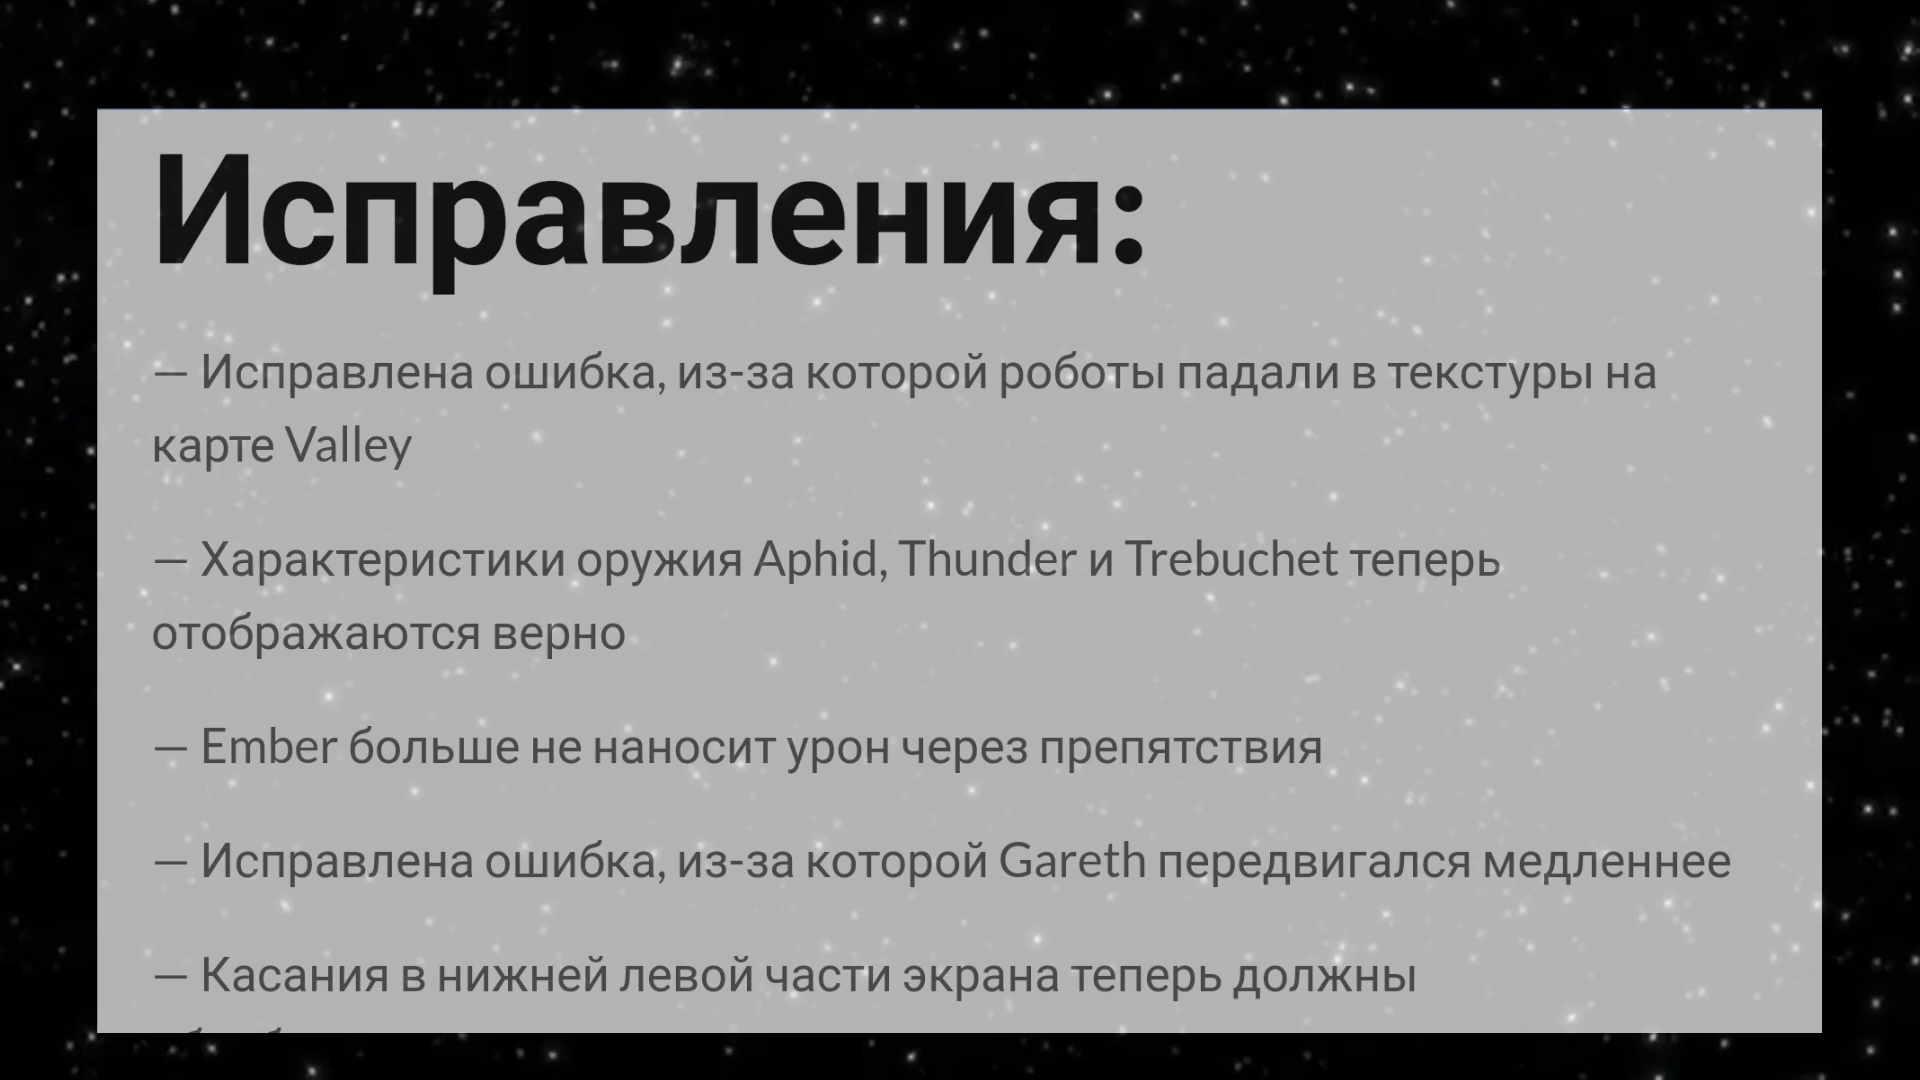 Исправления:
— Исправлена ошибка, из-за которой роботы падали в текстуры на
карте Valley
— Характеристики оружия Aphid, Thunder и Trebuchet теперь
отображаются верно
— Ember больше не наносит урон через препятствия
— Исправлена ошибка, из-за которой Gareth передвигался медленнее
— Касания в нижней левой части экрана теперь должны